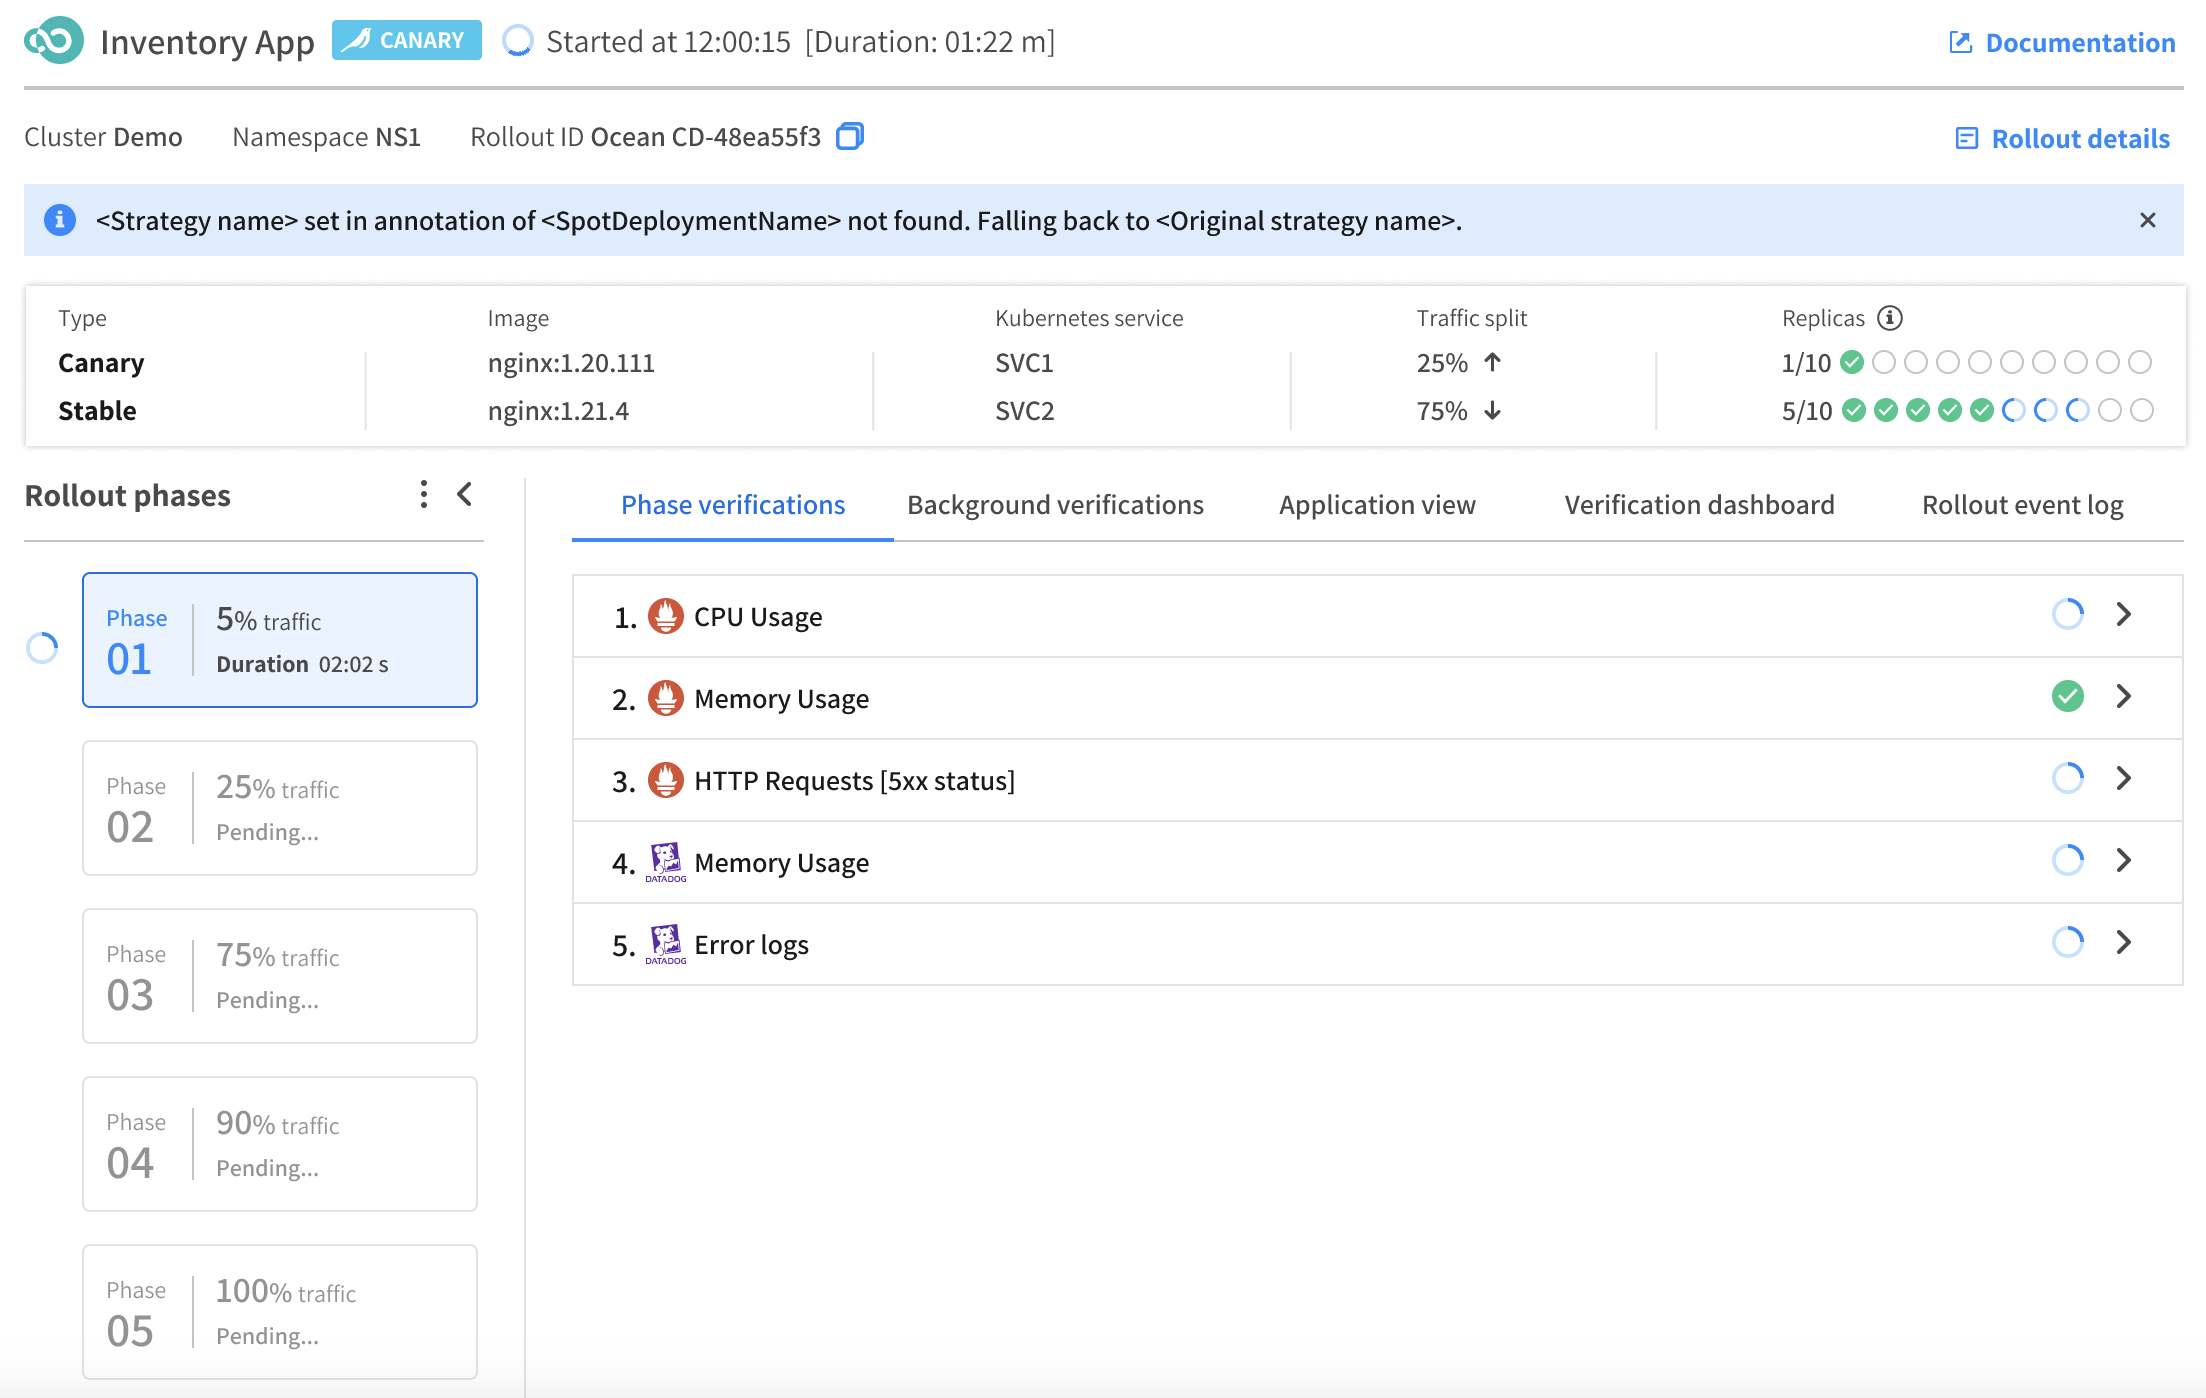 Inventory App CANARY Started at 12:00:15 [Duration: 01:22 m] Documentation
Cluster Demo Namespace NS1 Rollout ID Ocean CD-48ea55f3 Rollout details
<Strategy name> set in annotation of <SpotDeploymentName> not found. Falling back to <Original strategy name>.
Type Image Kubernetes service Traffic split Replicas
Canary nginx:1.20.111 SVC1 25% 1/10
Stable nginx:1.21.4 SVC2 75% 5/10
Rollout phases
Phase 01
5% traffic
Duration 02:02 s
Phase 02
25% traffic
Pending...
Phase 03
75% traffic
Pending...
Phase 04
90% traffic
Pending...
Phase 05
100% traffic
Pending...
Phase verifications Background verifications Application view Verification dashboard Rollout event log
1. CPU Usage
2. Memory Usage
3. HTTP Requests [5xx status]
4. DATADOG Memory Usage
5. DATADOG Error logs